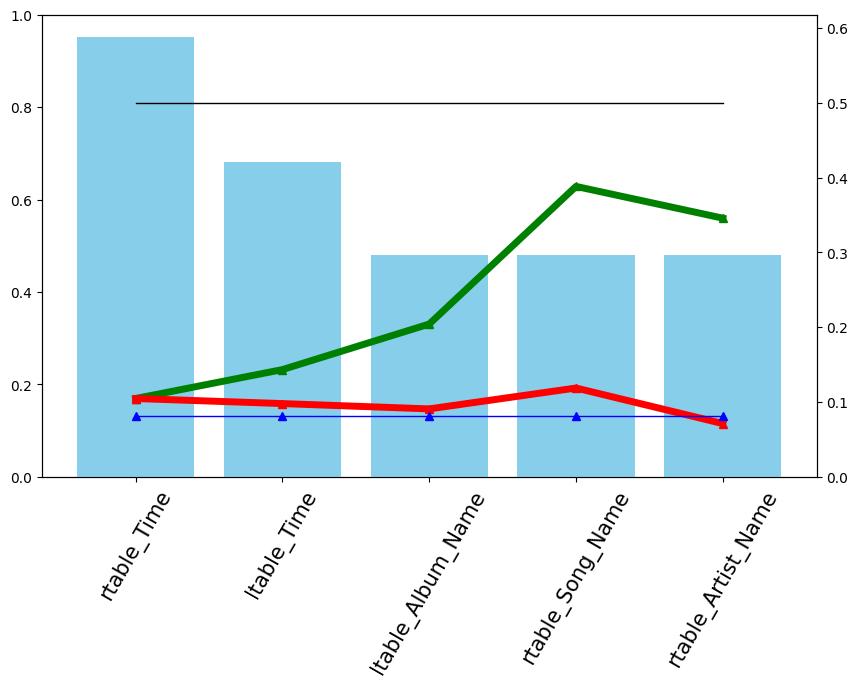 1.0
0.8
0.6
0.4
0.2
0.0
0.6
0.5
0.4
0.3
0.2
0.1
0.0
rtable_Time
ltable_Time
ltable_Album_Name
rtable_Song_Name
rtable_Artist_Name